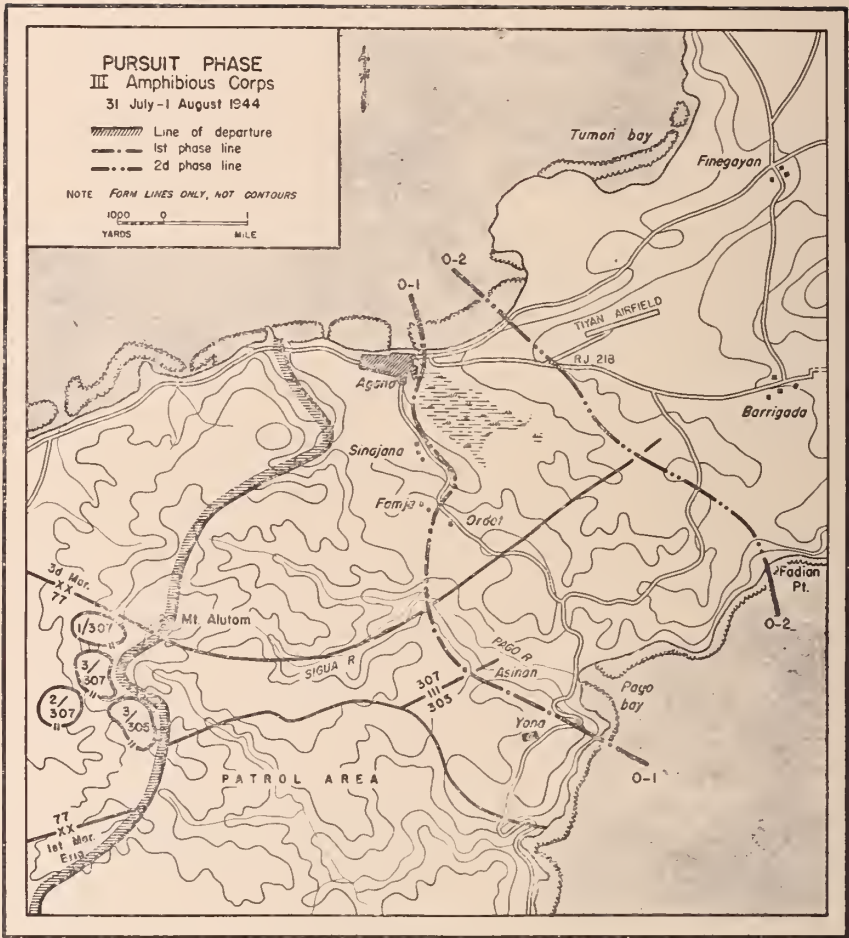 PURSUIT PHASE
III Amphibious Corps
31 July-1 August 1944
Line of departure
1st phase line
2d phase line
NOTE FORM LINES ONLY, NOT CONTOURS
1000 0 1
YARDS MILE
Tumon bay
Finegayan
O-2
O-1
TIYAN AIRFIELD
RJ 218
Agana
Barrigada
Sinajana
Famja
Ordot
3d Mar.
XX
77
Fadian
Pt.
1/307
Mt. Alutom
O-2
SIGUA R
PAGO R
Asinan
3/
307
II
307
III
305
Pago
bay
2/
307
II
3/
305
II
Yona
O-1
PATROL AREA
77
XX
1st Mar.